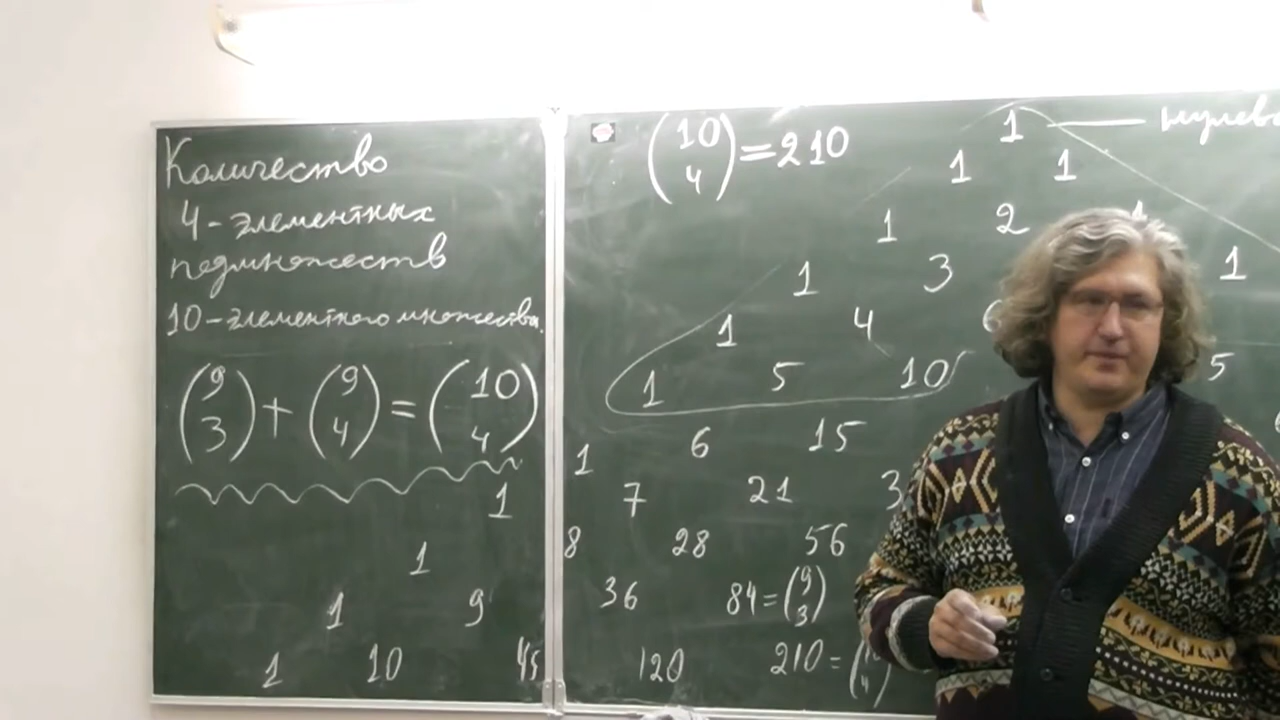 Количество
4-элементных
подмножеств
10-элементного множества.
(9 3) + (9 4) = (10 4)
(10 4) = 210
1
1 1
1 2 1
1 3 1
1 4 6
1 5 10 5
1 6 15
1 7 21
1 8 28 56
1 9 36 84 = (9 3)
1 10 45 120 210 =